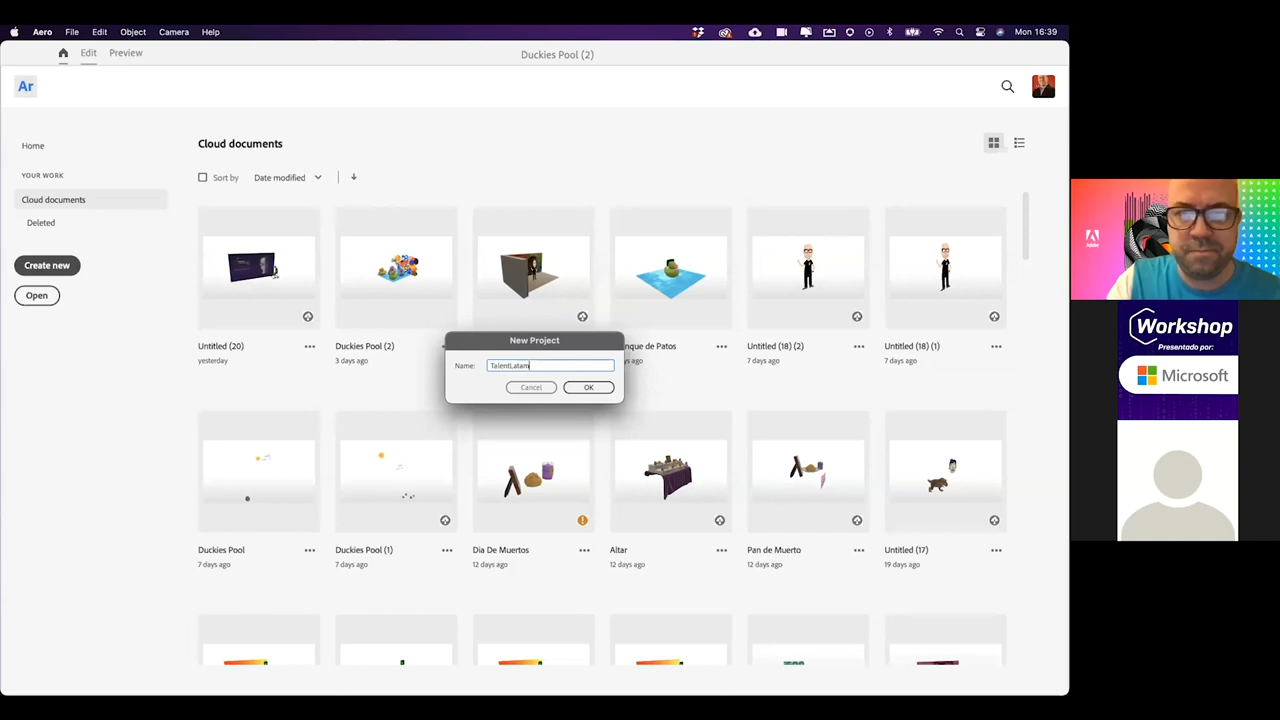 Aero File Edit Object Camera Help Mon 16:39
Edit Preview Duckies Pool (2)
Ar
Home
YOUR WORK
Cloud documents
Deleted
Create new
Open
Cloud documents
Sort by Date modified
Untitled (20)
yesterday
Duckies Pool (2)
3 days ago
nque de Patos
ys ago
Untitled (18) (2)
7 days ago
Untitled (18) (1)
7 days ago
New Project
Name: TalentLatam
Cancel OK
Duckies Pool
7 days ago
Duckies Pool (1)
7 days ago
Dia De Muertos
12 days ago
Altar
12 days ago
Pan de Muerto
12 days ago
Untitled (17)
19 days ago
Adobe
Workshop
Presentado por:
Microsoft